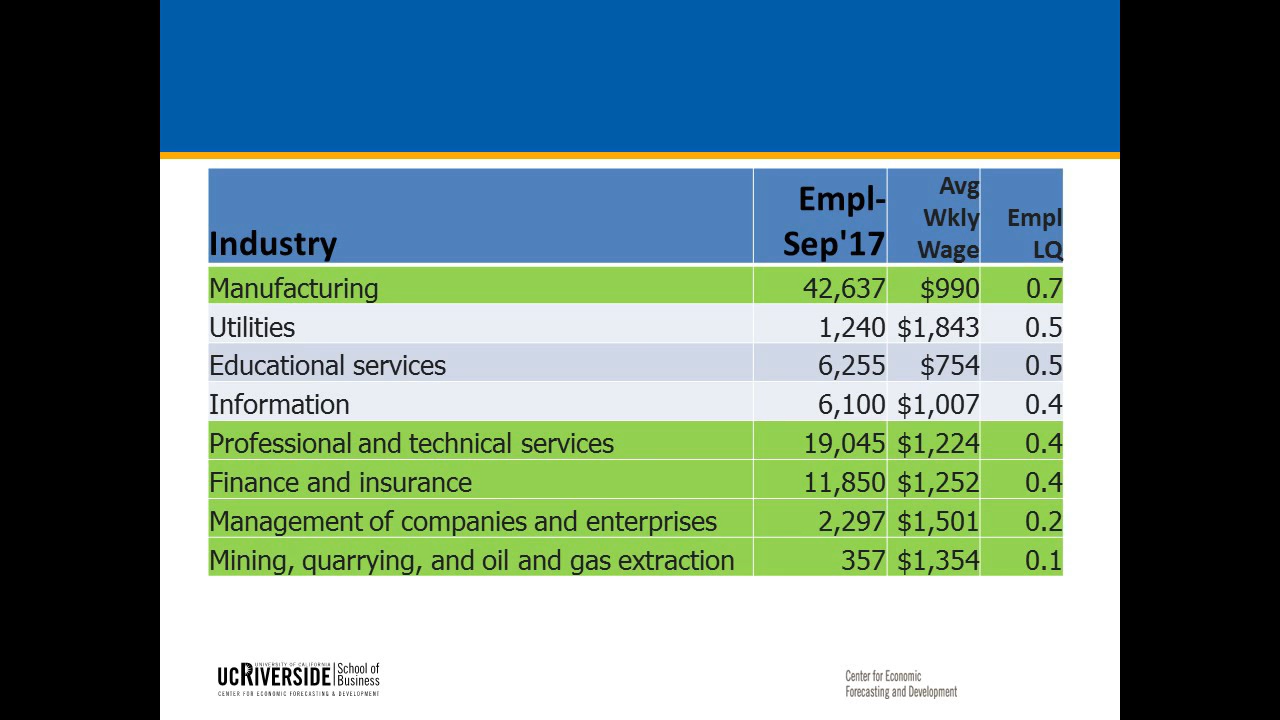 Industry Empl-Sep'17 Avg Wkly Wage Empl LQ
Manufacturing 42,637 $990 0.7
Utilities 1,240 $1,843 0.5
Educational services 6,255 $754 0.5
Information 6,100 $1,007 0.4
Professional and technical services 19,045 $1,224 0.4
Finance and insurance 11,850 $1,252 0.4
Management of companies and enterprises 2,297 $1,501 0.2
Mining, quarrying, and oil and gas extraction 357 $1,354 0.1
UNIVERSITY OF CALIFORNIA
UCRIVERSIDE School of Business
CENTER FOR ECONOMIC FORECASTING & DEVELOPMENT
Center for Economic
Forecasting and Development